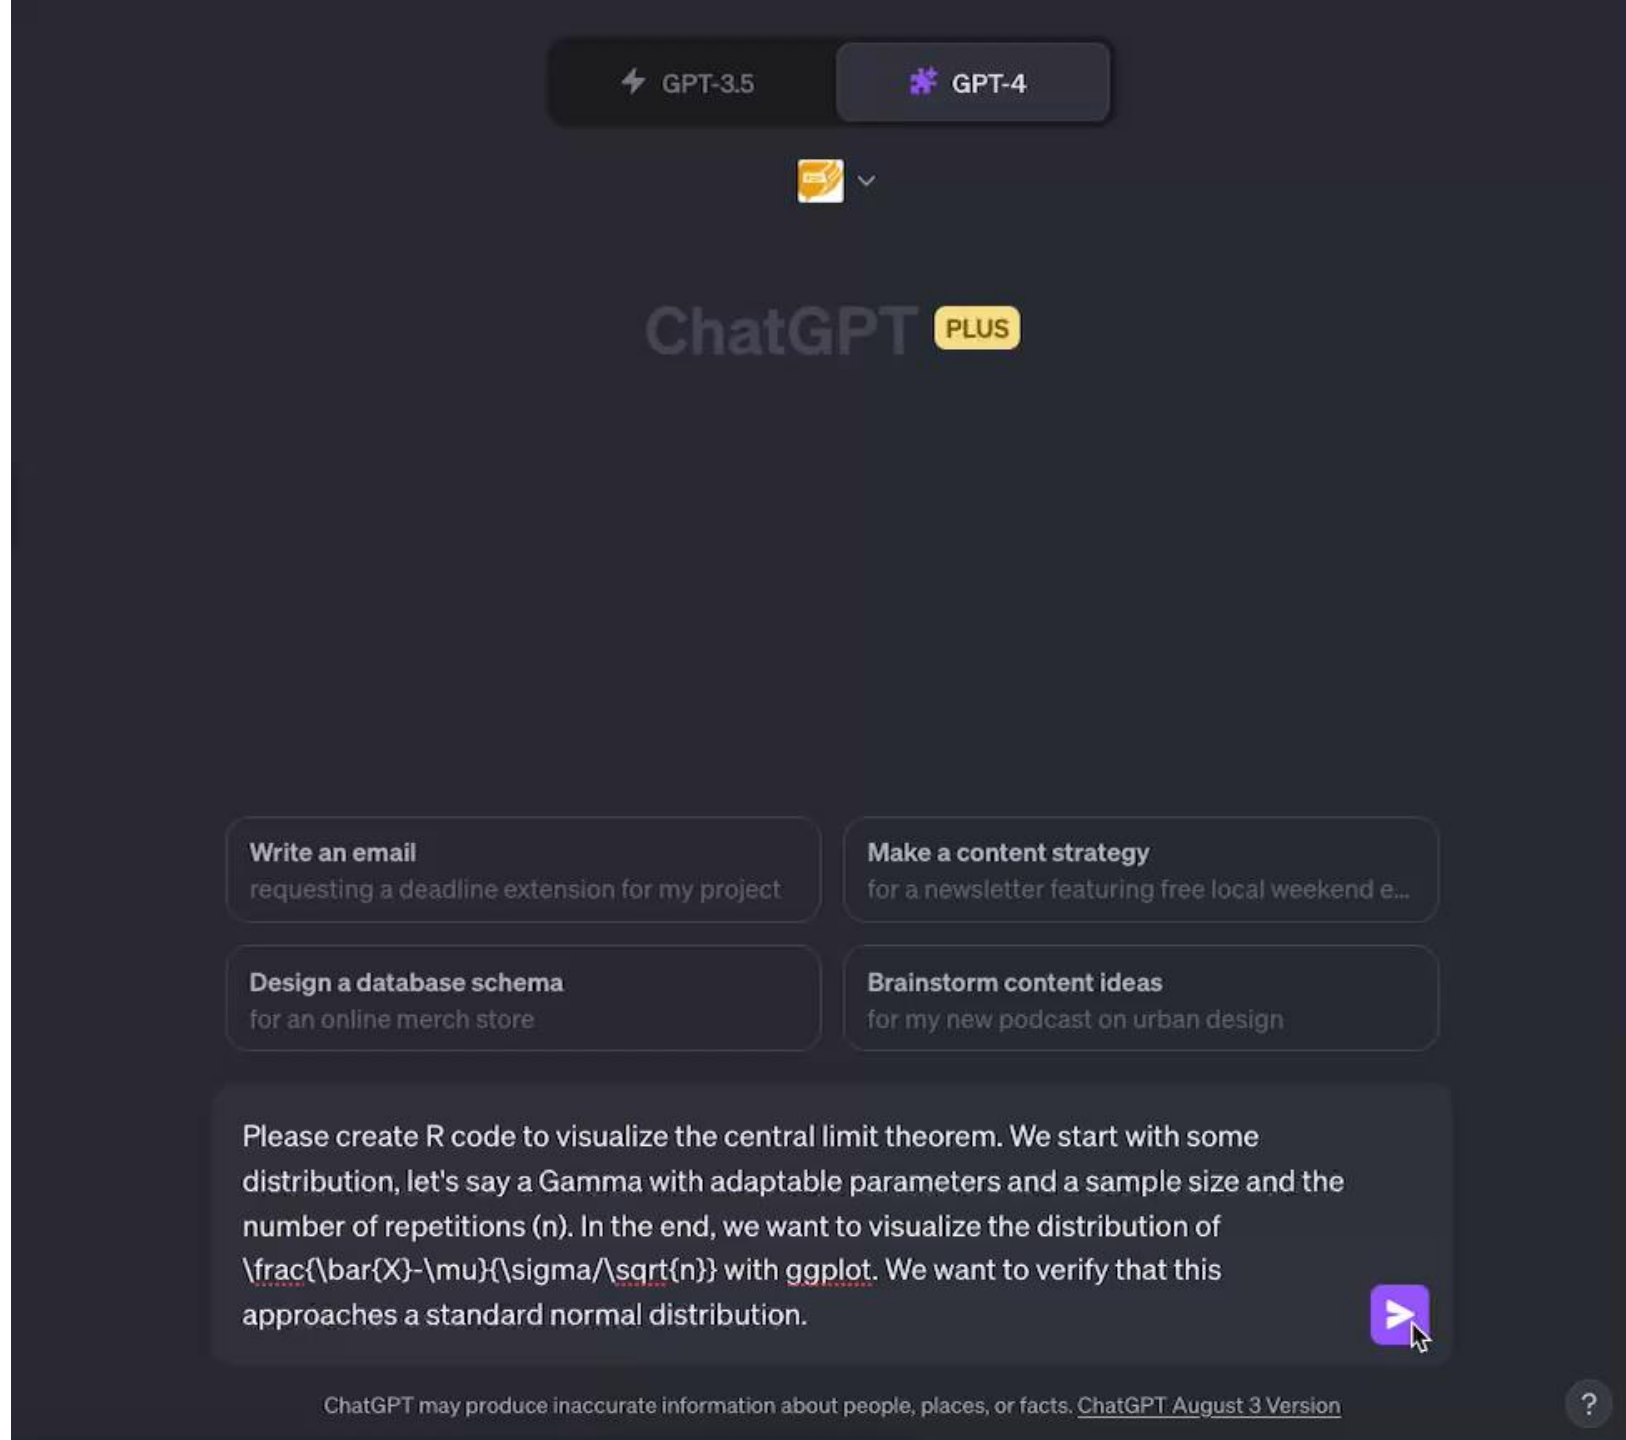 GPT-3.5
GPT-4
ChatGPT PLUS
Write an email
requesting a deadline extension for my project
Make a content strategy
for a newsletter featuring free local weekend e...
Design a database schema
for an online merch store
Brainstorm content ideas
for my new podcast on urban design
Please create R code to visualize the central limit theorem. We start with some
distribution, let's say a Gamma with adaptable parameters and a sample size and the
number of repetitions (n). In the end, we want to visualize the distribution of
\frac{\bar{X}-\mu}{\sigma/\sqrt{n}} with ggplot. We want to verify that this
approaches a standard normal distribution.
ChatGPT may produce inaccurate information about people, places, or facts. ChatGPT August 3 Version
?